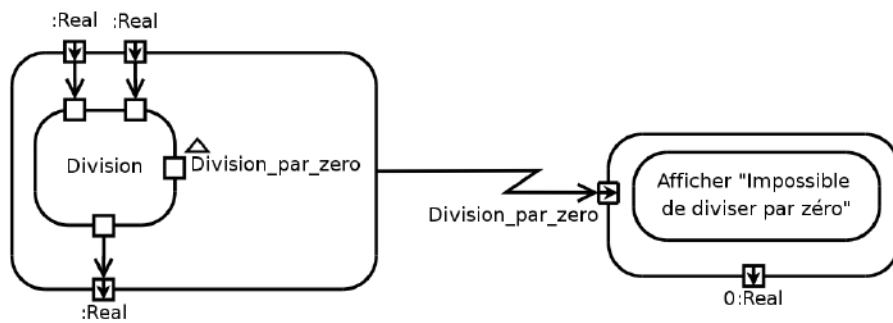 :Real
:Real
Division
Division_par_zero
:Real
Division_par_zero
Afficher "Impossible
de diviser par zéro"
0:Real